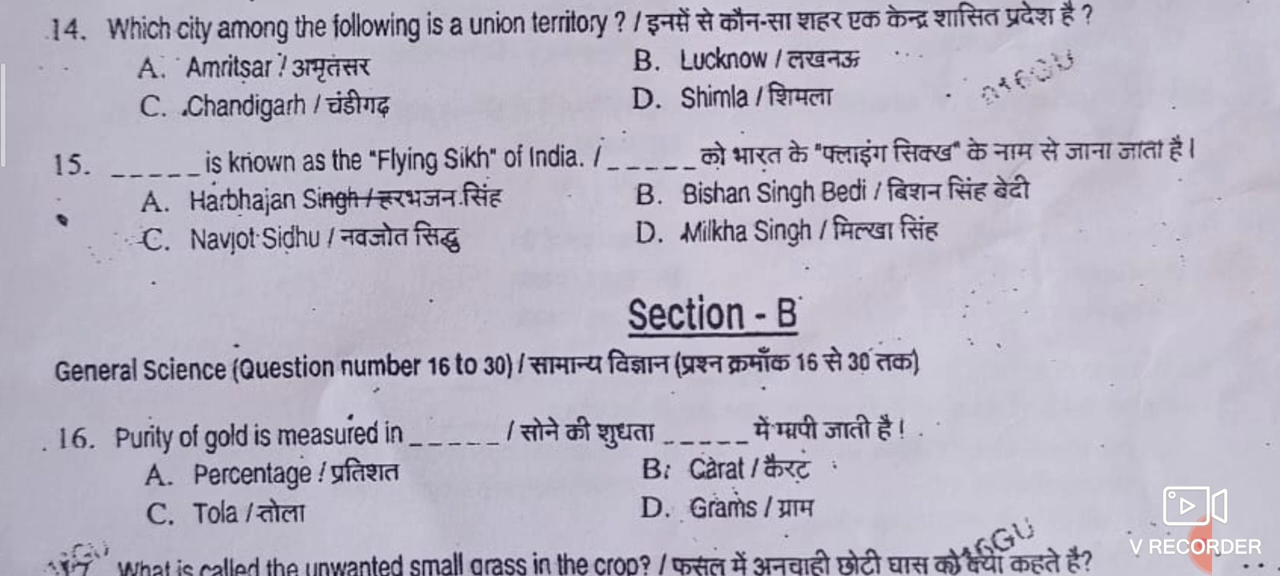 14. Which city among the following is a union territory ? / इनमें से कौन-सा शहर एक केन्द्र शासित प्रदेश है ?
A. Amritsar / अमृतसर B. Lucknow / लखनऊ
C. Chandigarh / चंडीगढ़ D. Shimla / शिमला
15. ______ is known as the "Flying Sikh" of India. / ______ को भारत के "फ्लाइंग सिक्ख" के नाम से जाना जाता है।
A. Harbhajan Singh / हरभजन सिंह B. Bishan Singh Bedi / बिशन सिंह बेदी
C. Navjot Sidhu / नवजोत सिद्धु D. Milkha Singh / मिल्खा सिंह
Section - B
General Science (Question number 16 to 30) / सामान्य विज्ञान (प्रश्न क्रमाँक 16 से 30 तक)
16. Purity of gold is measured in ______ / सोने की शुधता ______ में मापी जाती है।
A. Percentage / प्रतिशत B. Carat / कैरट
C. Tola / तोला D. Grams / ग्राम
What is called the unwanted small grass in the crop? / फसल में अनचाही छोटी घास को क्या कहते है?
V RECORDER